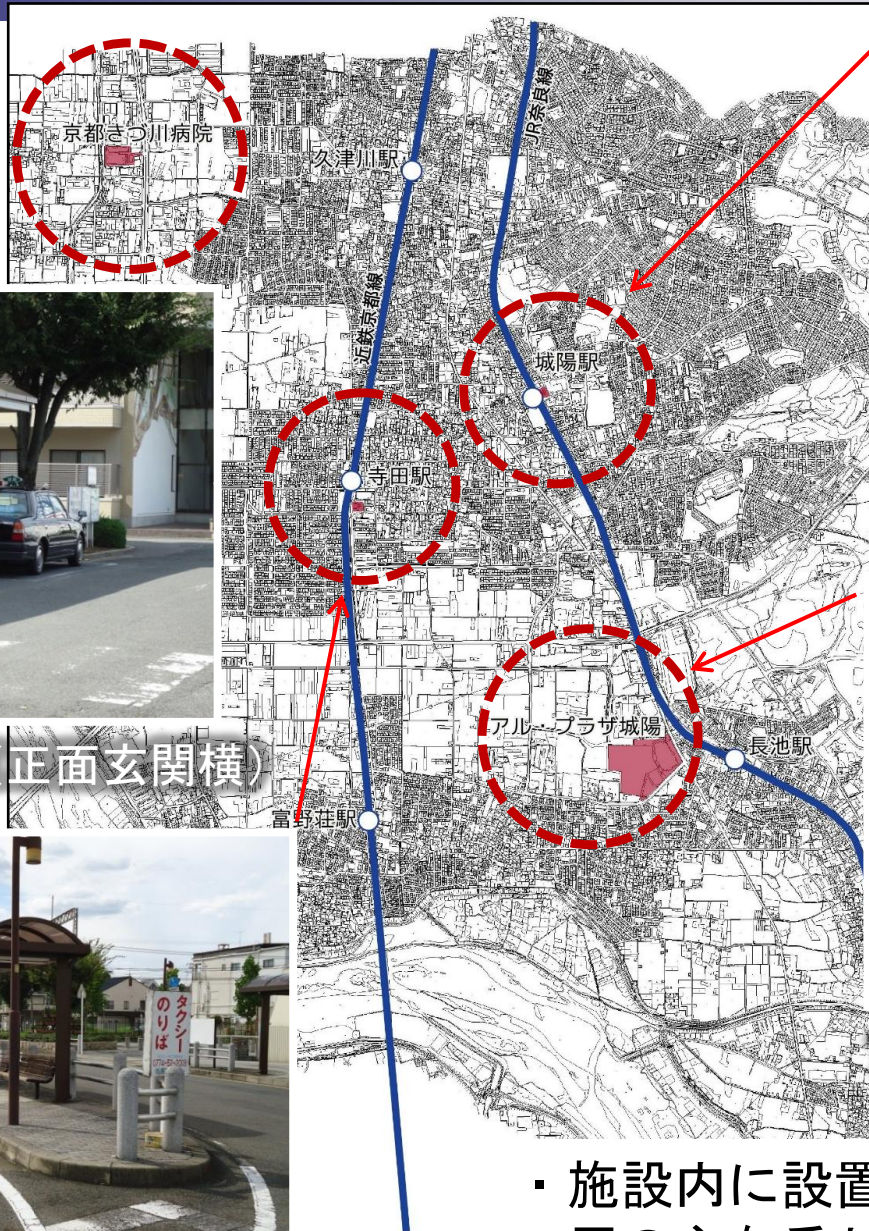 京都きづ川病院
久津川駅
JR奈良線
近鉄京都線
城陽駅
寺田駅
アル・プラザ城陽
長池駅
正面玄関横）
富野荘駅
タクシー
のりば
・施設内に設置